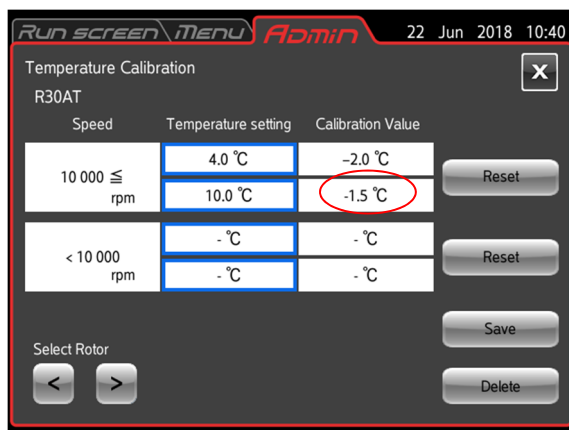 Run screen Menu Admin 22 Jun 2018 10:40
Temperature Calibration X
R30AT
Speed Temperature setting Calibration Value
4.0 ℃ –2.0 ℃
10 000 ≦
rpm
Reset
10.0 ℃ -1.5 ℃
- ℃ - ℃
< 10 000
rpm
Reset
- ℃ - ℃
Save
Select Rotor
< >
Delete